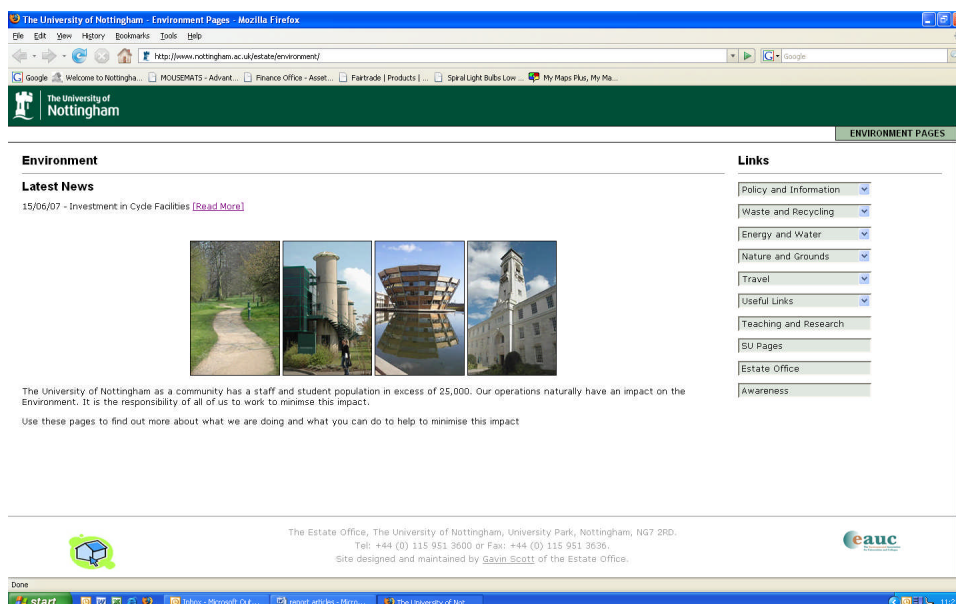 The University of Nottingham - Environment Pages - Mozilla Firefox
File Edit View History Bookmarks Tools Help
http://www.nottingham.ac.uk/estate/environment/
Google
Google Welcome to Nottingha... MOUSEMATS - Advant... Finance Office - Asset... Fairtrade | Products | ... Spiral Light Bulbs Low ... My Maps Plus, My Ma...
The University of
Nottingham
ENVIRONMENT PAGES
Environment
Latest News
15/06/07 - Investment in Cycle Facilities [Read More]
The University of Nottingham as a community has a staff and student population in excess of 25,000. Our operations naturally have an impact on the
Environment. It is the responsibility of all of us to work to minimse this impact.
Use these pages to find out more about what we are doing and what you can do to help to minimise this impact
Links
Policy and Information
Waste and Recycling
Energy and Water
Nature and Grounds
Travel
Useful Links
Teaching and Research
SU Pages
Estate Office
Awareness
The Estate Office, The University of Nottingham, University Park, Nottingham, NG7 2RD.
Tel: +44 (0) 115 951 3600 or Fax: +44 (0) 115 951 3636.
Site designed and maintained by Gavin Scott of the Estate Office.
eauc
Done
start Inbox - Microsoft Out... report articles - Micro... The University of Not...